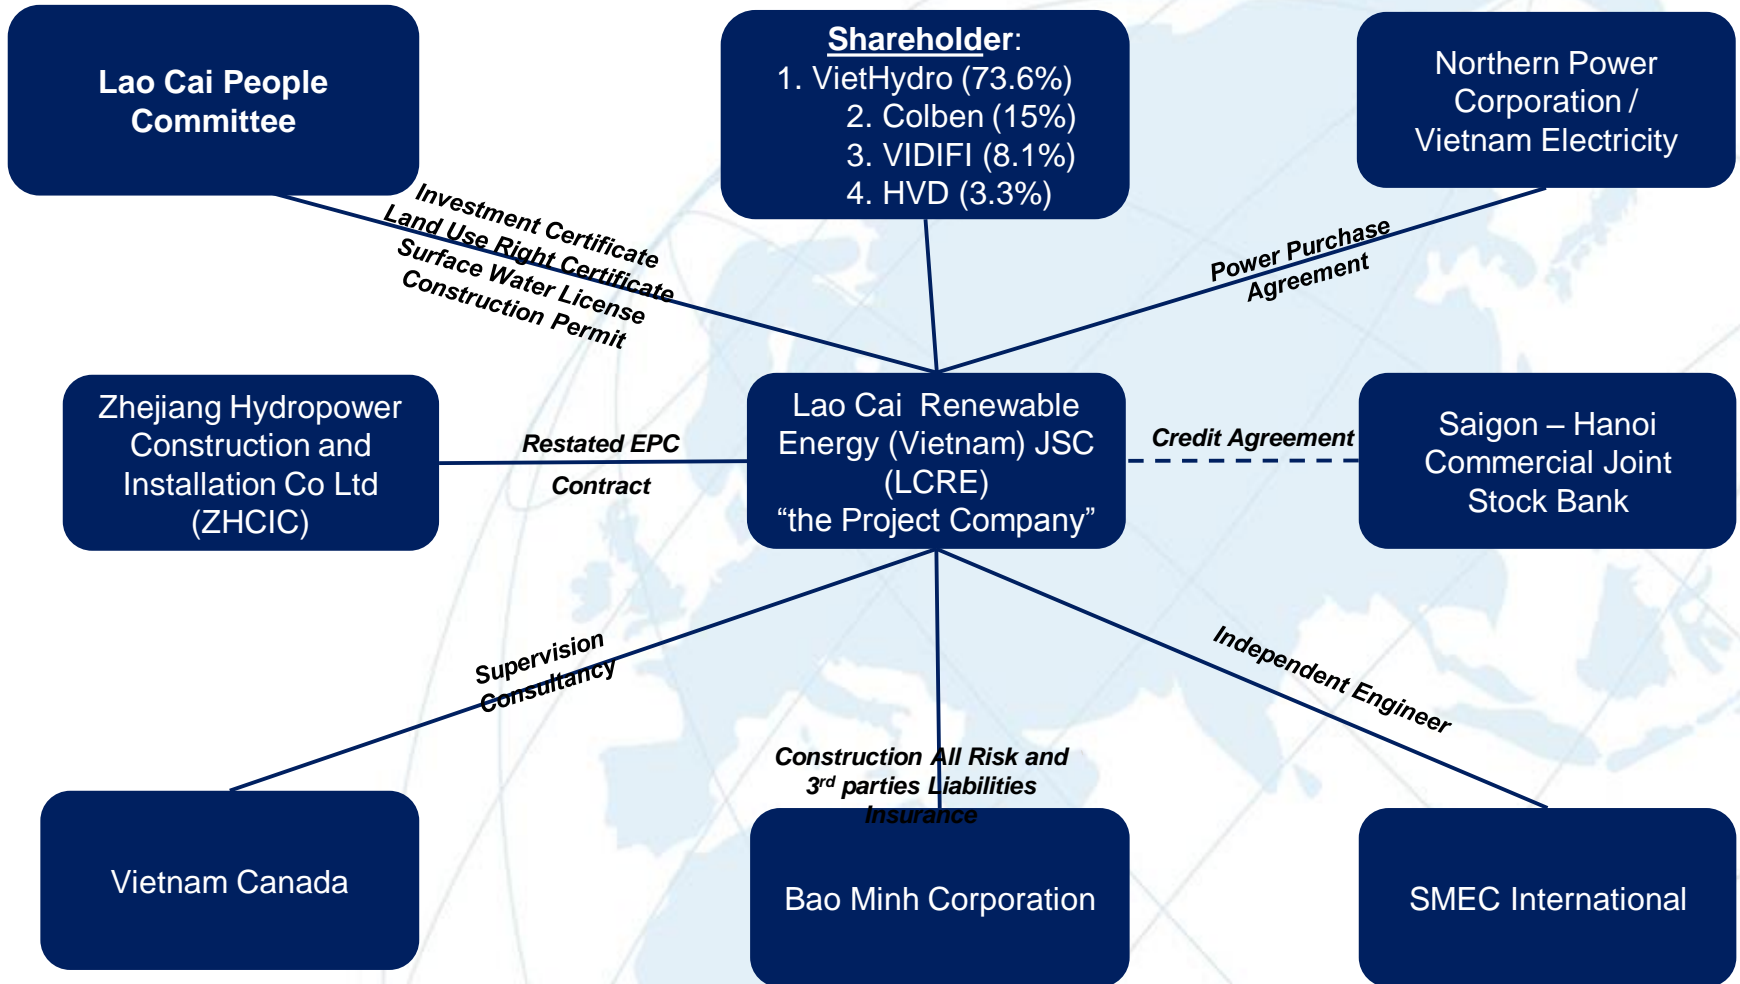 Lao Cai People
Committee
Shareholder:
1. VietHydro (73.6%)
2. Colben (15%)
3. VIDIFI (8.1%)
4. HVD (3.3%)
Northern Power
Corporation /
Vietnam Electricity
Investment Certificate
Land Use Right Certificate
Surface Water License
Construction Permit
Power Purchase
Agreement
Zhejiang Hydropower
Construction and
Installation Co Ltd
(ZHCIC)
Restated EPC
Contract
Lao Cai  Renewable
Energy (Vietnam) JSC
(LCRE)
“the Project Company”
Credit Agreement
Saigon – Hanoi
Commercial Joint
Stock Bank
Supervision
Consultancy
Construction All Risk and
3rd parties Liabilities
Insurance
Independent Engineer
Vietnam Canada
Bao Minh Corporation
SMEC International